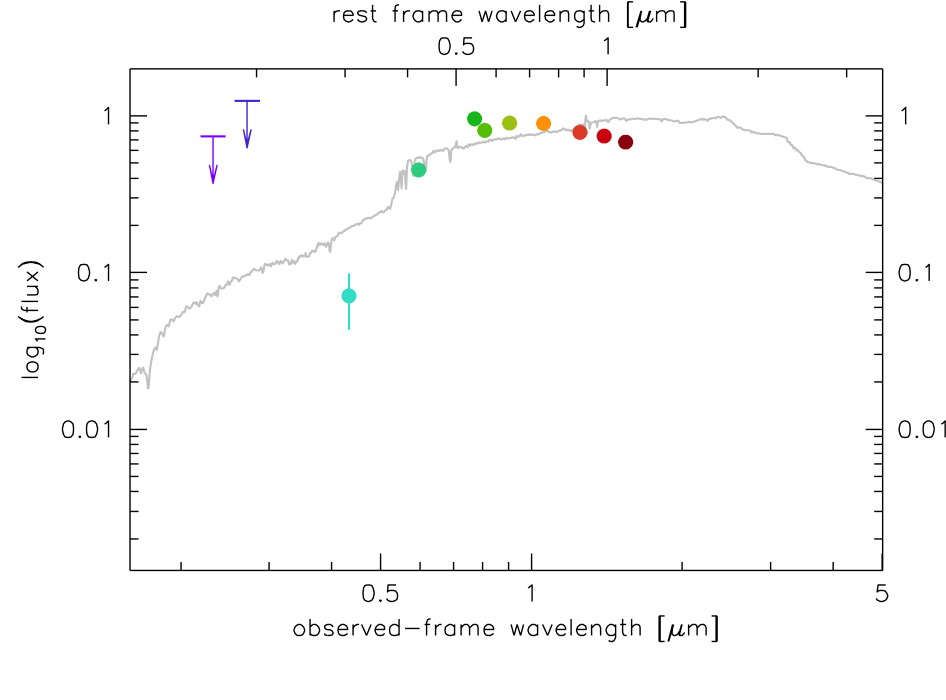 rest frame wavelength [μm]
0.5 1
1 1
0.1 0.1
0.01 0.01
log10(flux)
0.5 1 5
observed-frame wavelength [μm]